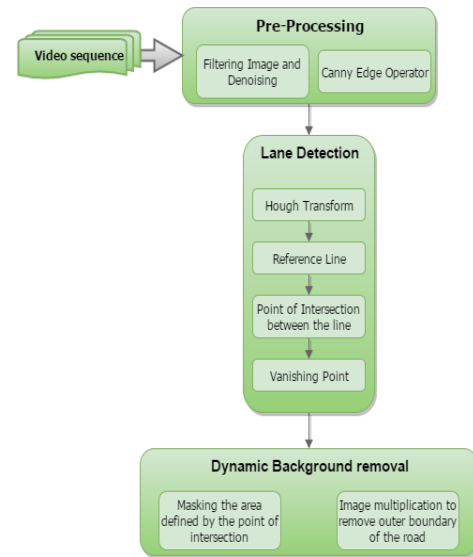 Pre-Processing
Video sequence
Filtering Image and
Denoising
Canny Edge Operator
Lane Detection
Hough Transform
Reference Line
Point of Intersection
between the line
Vanishing Point
Dynamic Background removal
Masking the area
defined by the point of
intersection
Image multiplication to
remove outer boundary
of the road